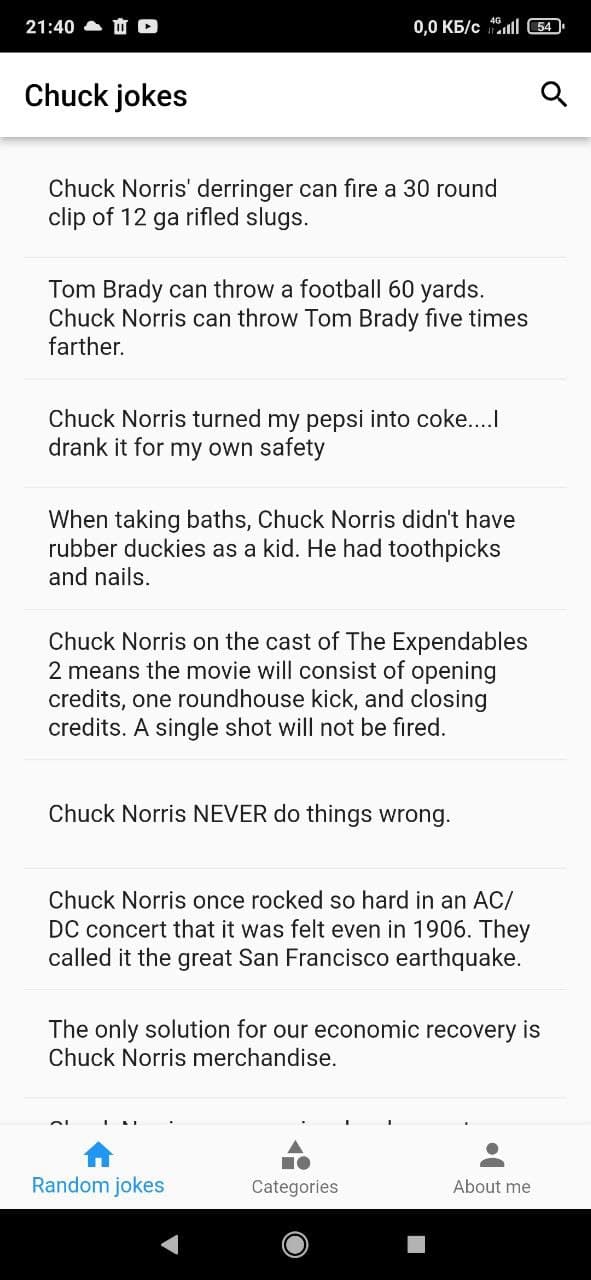 21:40 0,0 КБ/с 4G 54
Chuck jokes
Chuck Norris' derringer can fire a 30 round
clip of 12 ga rifled slugs.
Tom Brady can throw a football 60 yards.
Chuck Norris can throw Tom Brady five times
farther.
Chuck Norris turned my pepsi into coke....I
drank it for my own safety
When taking baths, Chuck Norris didn't have
rubber duckies as a kid. He had toothpicks
and nails.
Chuck Norris on the cast of The Expendables
2 means the movie will consist of opening
credits, one roundhouse kick, and closing
credits. A single shot will not be fired.
Chuck Norris NEVER do things wrong.
Chuck Norris once rocked so hard in an AC/
DC concert that it was felt even in 1906. They
called it the great San Francisco earthquake.
The only solution for our economic recovery is
Chuck Norris merchandise.
Random jokes
Categories
About me